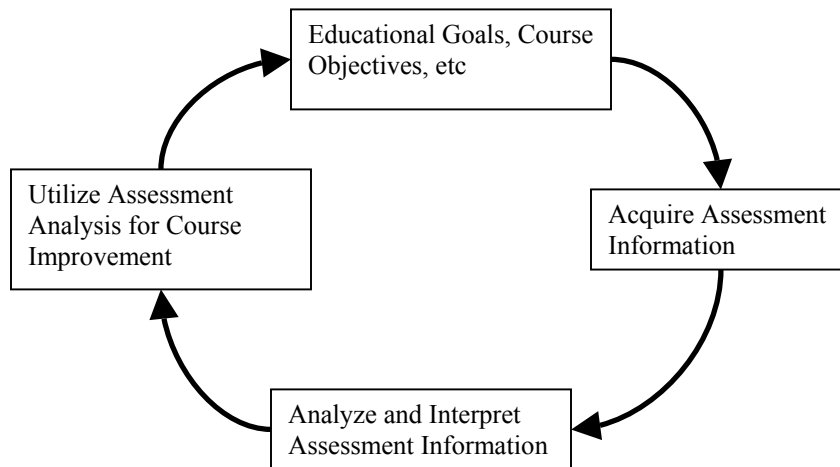 Educational Goals, Course
Objectives, etc
Acquire Assessment
Information
Analyze and Interpret
Assessment Information
Utilize Assessment
Analysis for Course
Improvement